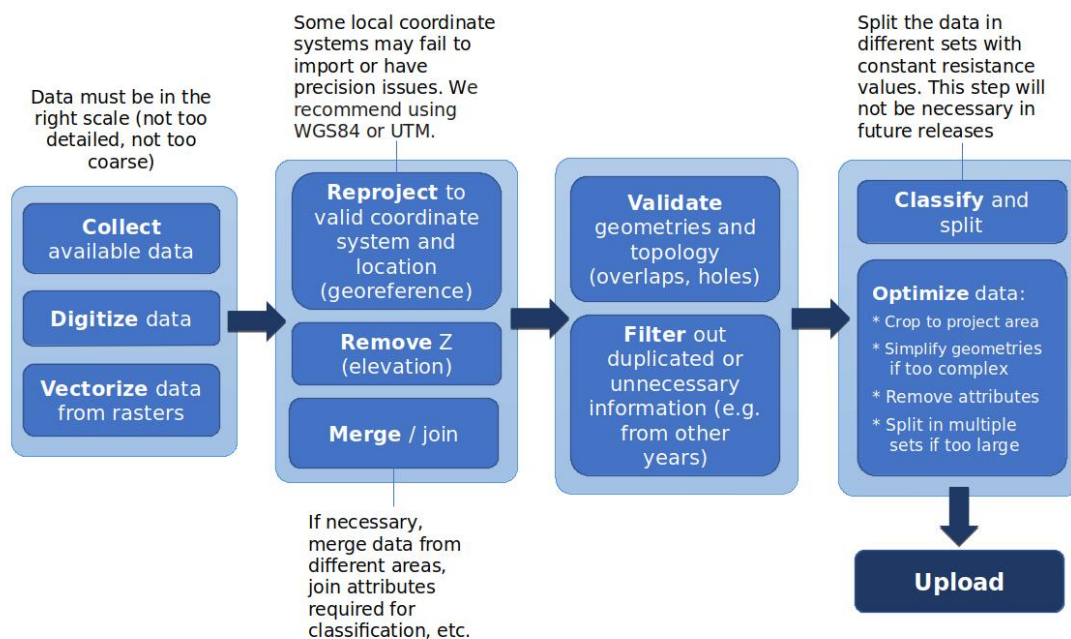 Data must be in the
right scale (not too
detailed, not too
coarse)
Collect
available data
Digitize data
Vectorize data
from rasters
Some local coordinate
systems may fail to
import or have
precision issues. We
recommend using
WGS84 or UTM.
Reproject to
valid coordinate
system and
location
(georeference)
Remove Z
(elevation)
Merge / join
If necessary,
merge data from
different areas,
join attributes
required for
classification, etc.
Validate
geometries and
topology
(overlaps, holes)
Filter out
duplicated or
unnecessary
information (e.g.
from other
years)
Split the data in
different sets with
constant resistance
values. This step will
not be necessary in
future releases
Classify and
split
Optimize data:
* Crop to project area
* Simplify geometries
if too complex
* Remove attributes
* Split in multiple
sets if too large
Upload